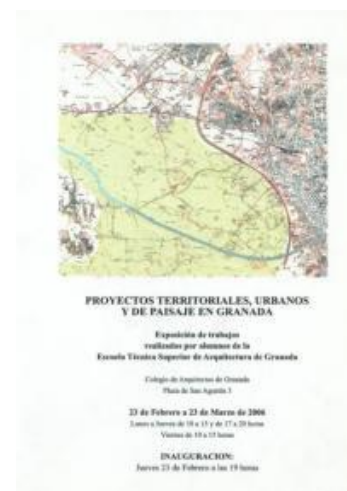 PROYECTOS TERRITORIALES, URBANOS
Y DE PAISAJE EN GRANADA
Exposición de trabajos
realizados por alumnos de la
Escuela Técnica Superior de Arquitectura de Granada
Colegio de Arquitectos de Granada
Plaza de San Agustín 3
23 de Febrero a 23 de Marzo de 2006
Lunes a Jueves de 10 a 13 y de 17 a 20 horas
Viernes de 10 a 13 horas
INAUGURACION:
Jueves 23 de Febrero a las 19 horas